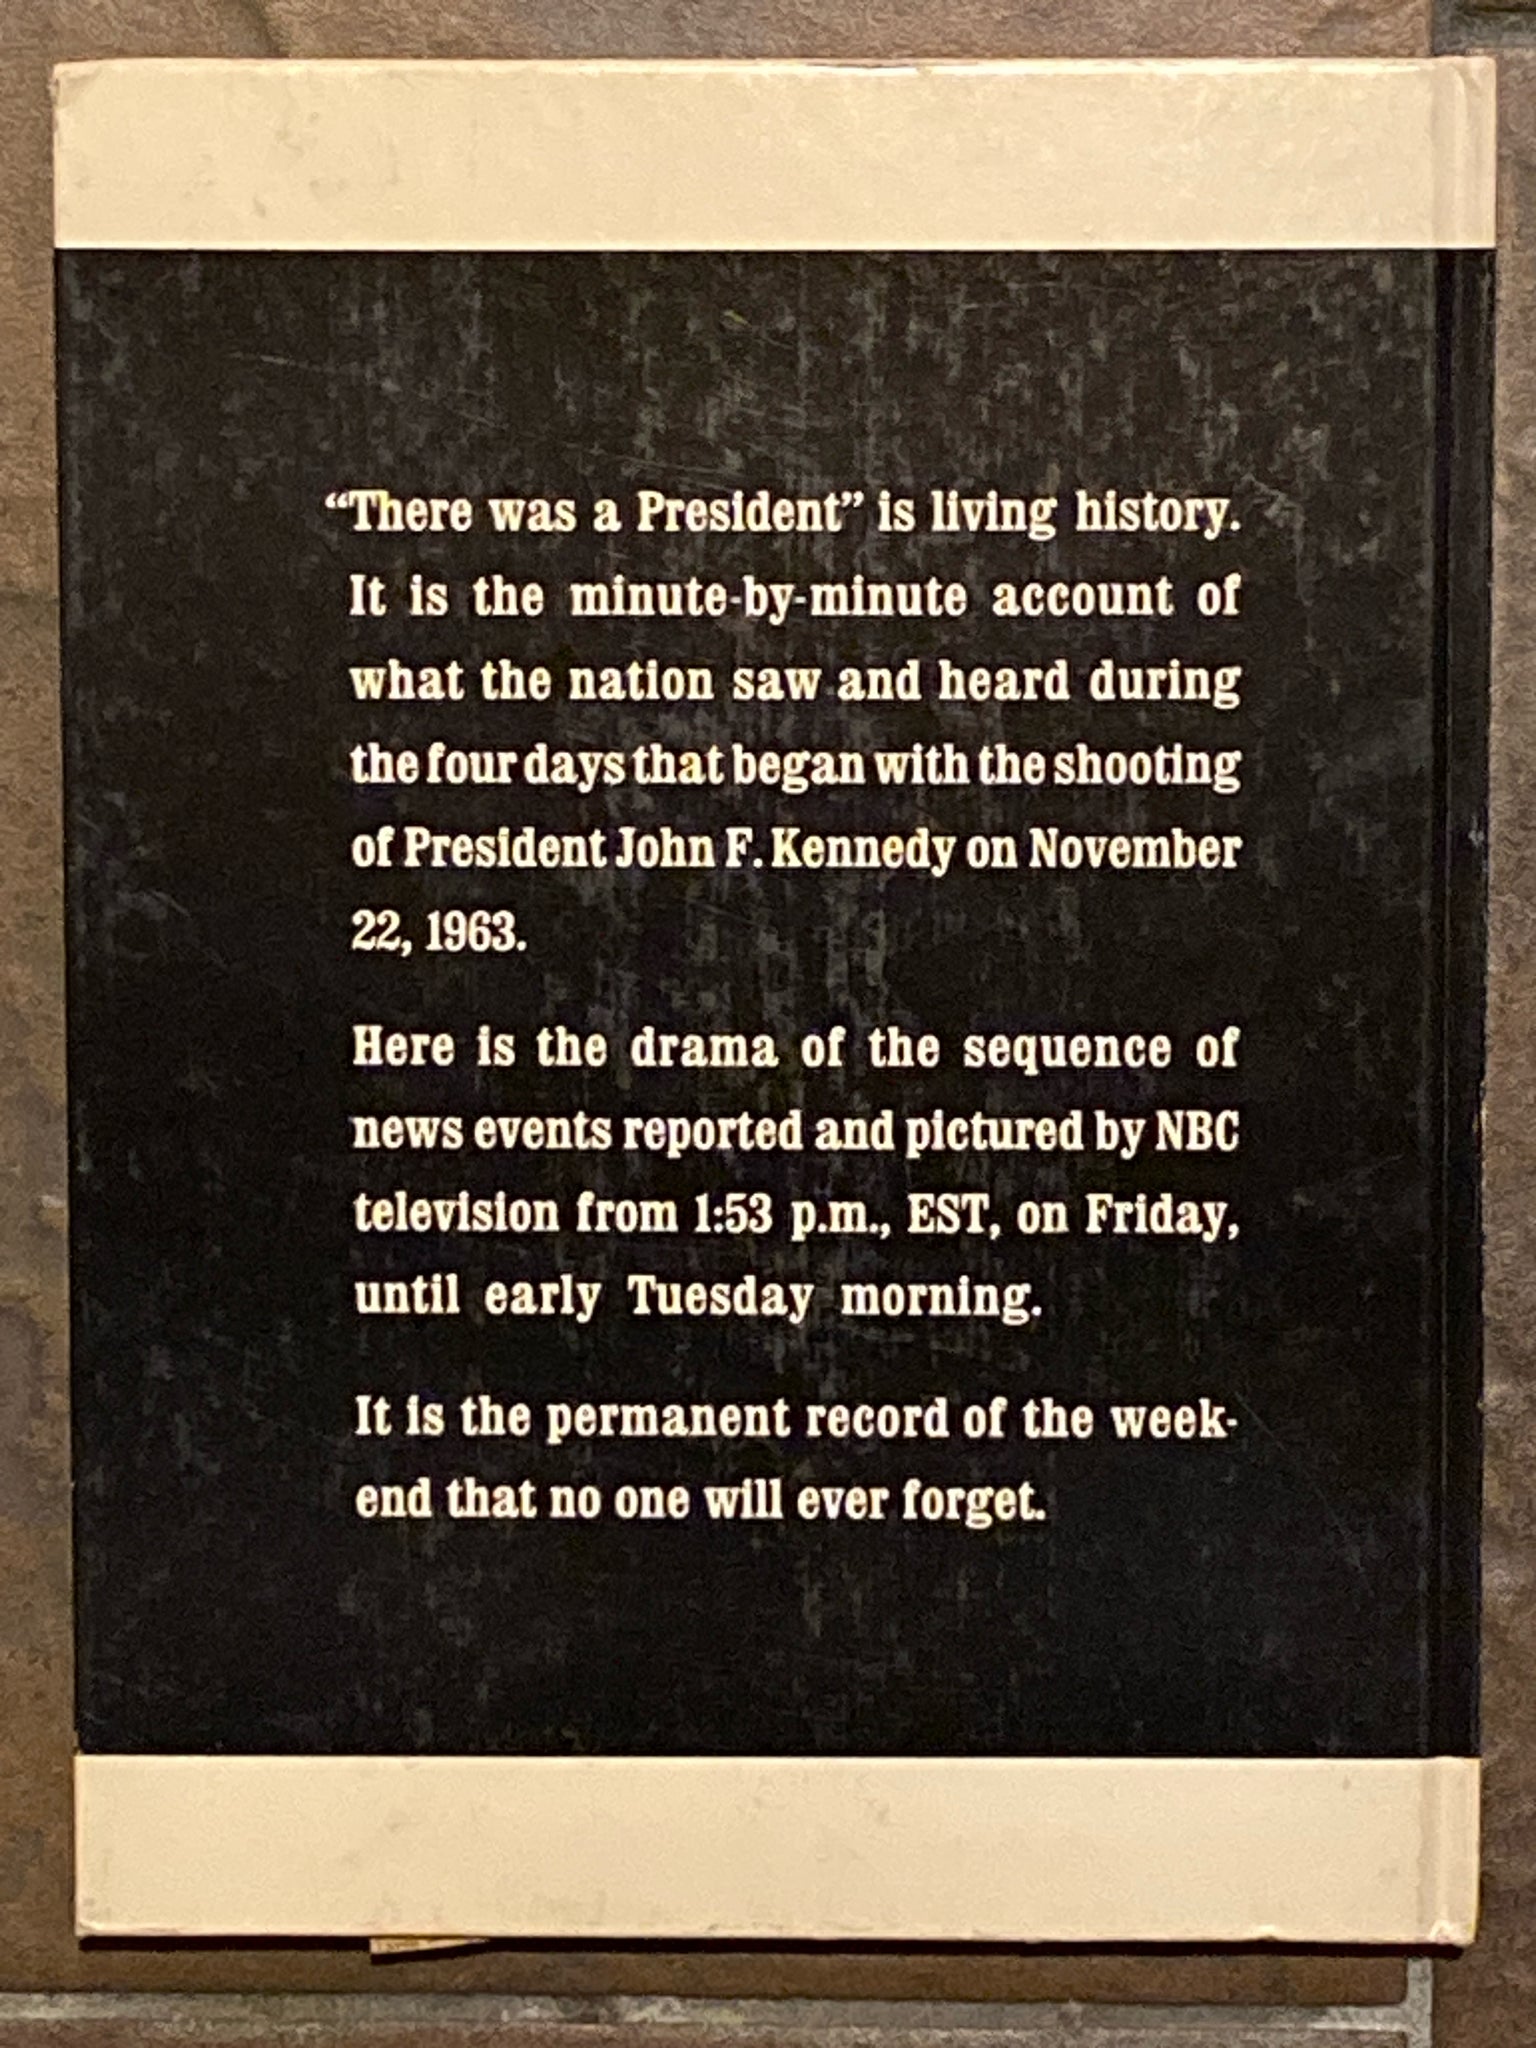 “There was a President” is living history.
It is the minute-by-minute account of
what the nation saw and heard during
the four days that began with the shooting
of President John F. Kennedy on November
22, 1963.
Here is the drama of the sequence of
news events reported and pictured by NBC
television from 1:53 p.m., EST, on Friday,
until early Tuesday morning.
It is the permanent record of the week-
end that no one will ever forget.